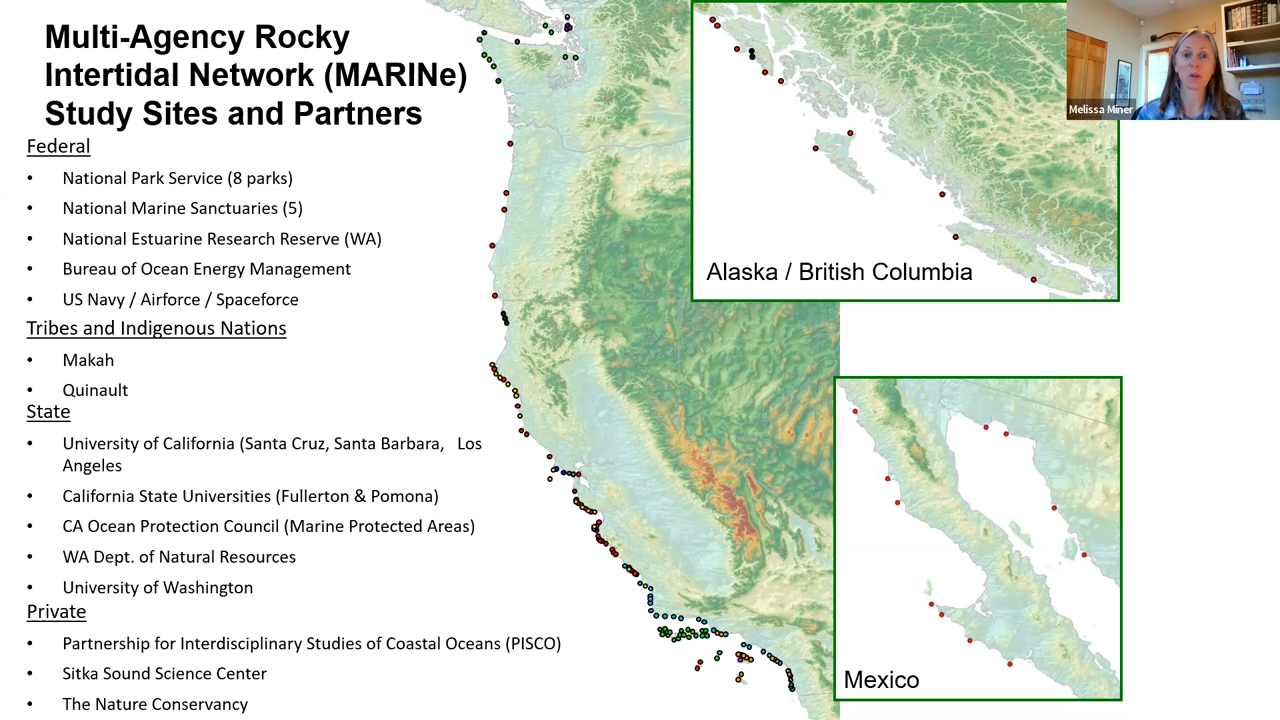 Multi-Agency Rocky
Intertidal Network (MARINe)
Study Sites and Partners
Federal
• National Park Service (8 parks)
• National Marine Sanctuaries (5)
• National Estuarine Research Reserve (WA)
• Bureau of Ocean Energy Management
• US Navy / Airforce / Spaceforce
Tribes and Indigenous Nations
• Makah
• Quinault
State
• University of California (Santa Cruz, Santa Barbara, Los
Angeles
• California State Universities (Fullerton & Pomona)
• CA Ocean Protection Council (Marine Protected Areas)
• WA Dept. of Natural Resources
• University of Washington
Private
• Partnership for Interdisciplinary Studies of Coastal Oceans (PISCO)
• Sitka Sound Science Center
• The Nature Conservancy
Alaska / British Columbia
Mexico
Melissa Miner